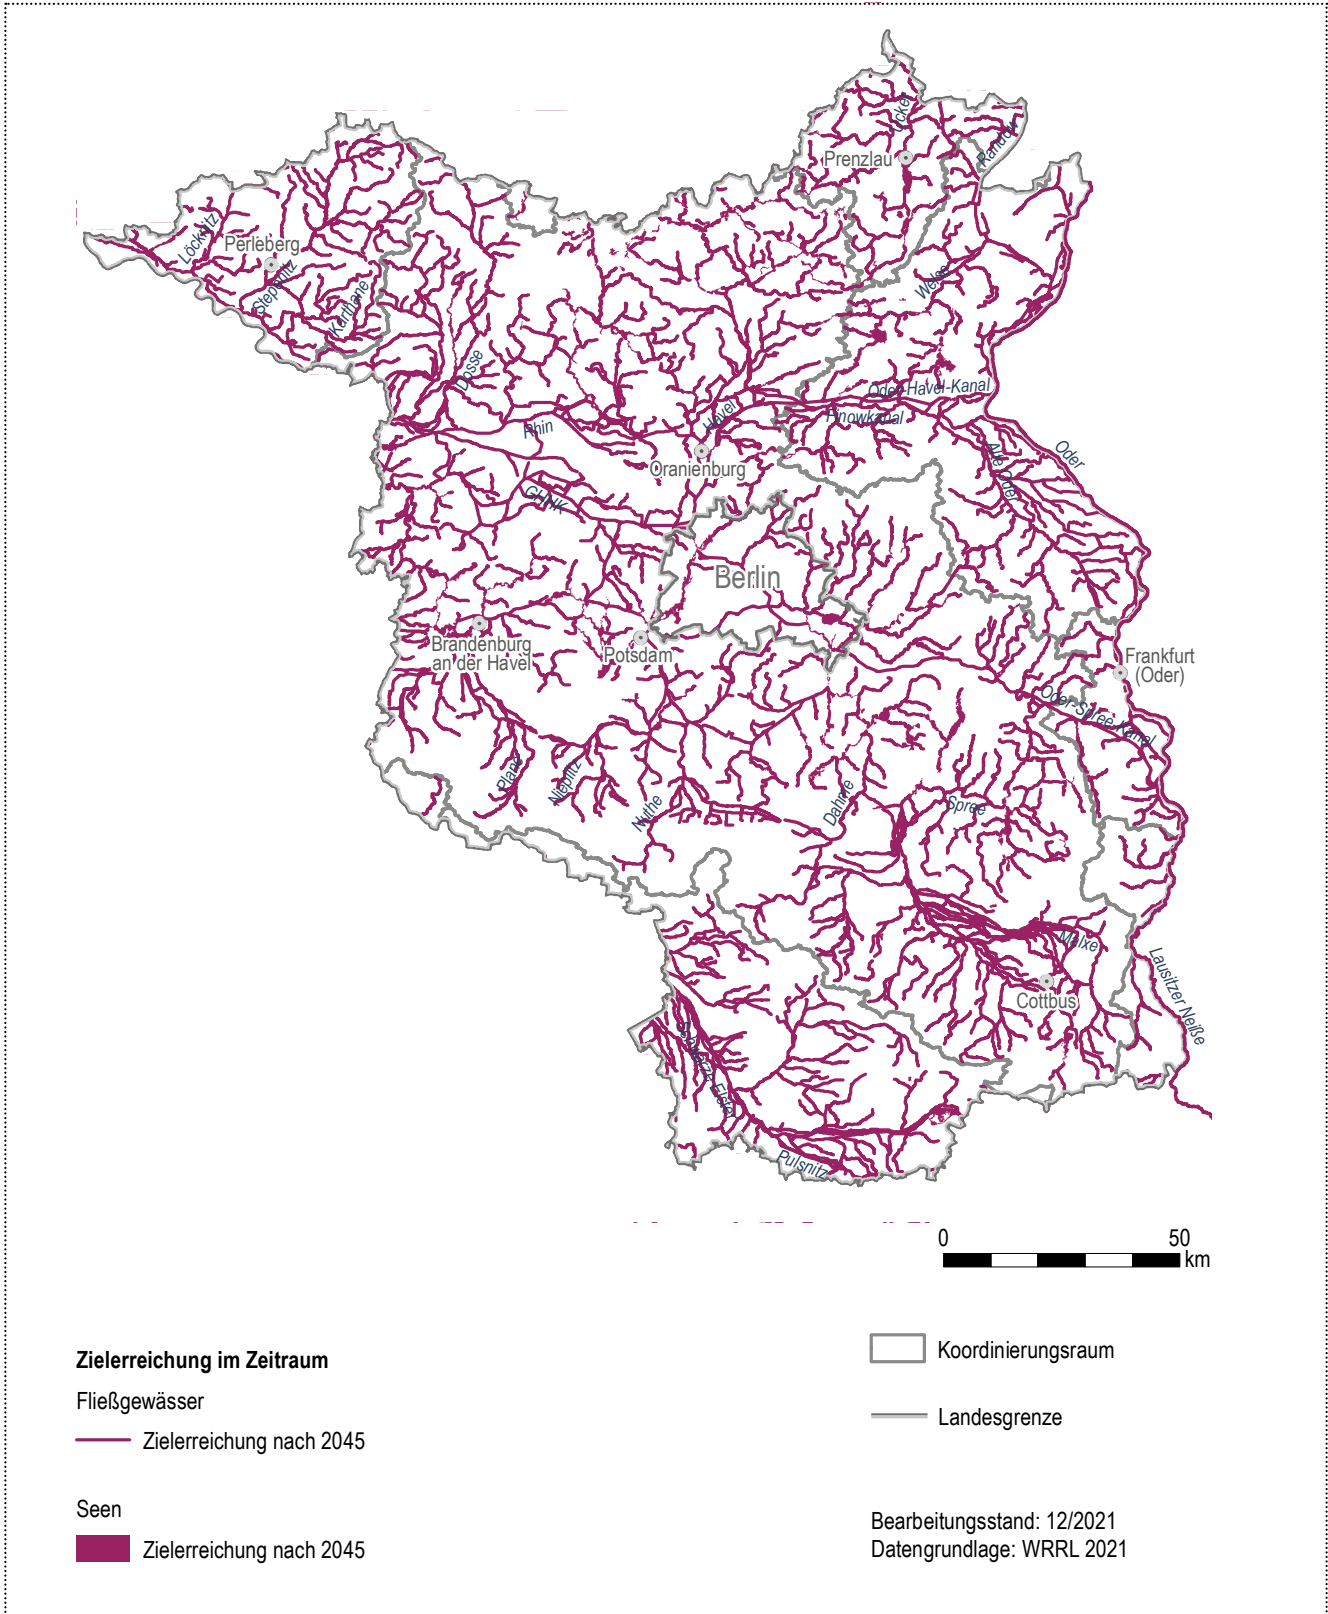 Ucker
Randow
Prenzlau
Löcknitz
Perleberg
Stepenitz
Karthane
Welse
Dosse
Oder-Havel-Kanal
Finowkanal
Havel
Rhin
Oranienburg
Oder
Alte Oder
GHHK
Berlin
Brandenburg
an der Havel
Potsdam
Frankfurt
(Oder)
Oder-Spree-Kanal
Plane
Nieplitz
Nuthe
Dahme
Spree
Malxe
Lausitzer Neiße
Cottbus
Schwarze Elster
Pulsnitz
0 50
km
Zielerreichung im Zeitraum
Fließgewässer
Zielerreichung nach 2045
Seen
Zielerreichung nach 2045
Koordinierungsraum
Landesgrenze
Bearbeitungsstand: 12/2021
Datengrundlage: WRRL 2021